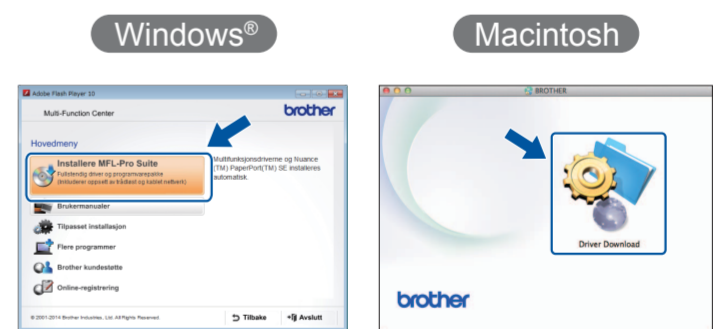 Windows®
Macintosh
Adobe Flash Player 10
Multi-Function Center
brother
Hovedmeny
Installere MFL-Pro Suite
Fullstendig driver og programvarepakke
(inkluderer oppsett av trådløst og kablet nettverk)
Multifunksjonsdriverne og Nuance
(TM) PaperPort(TM) SE installeres
automatisk.
Brukermanualer
Tilpasset installasjon
Flere programmer
Brother kundestøtte
Online-registrering
© 2001-2014 Brother Industries, Ltd. All Rights Reserved.
Tilbake
Avslutt
BROTHER
Driver Download
brother